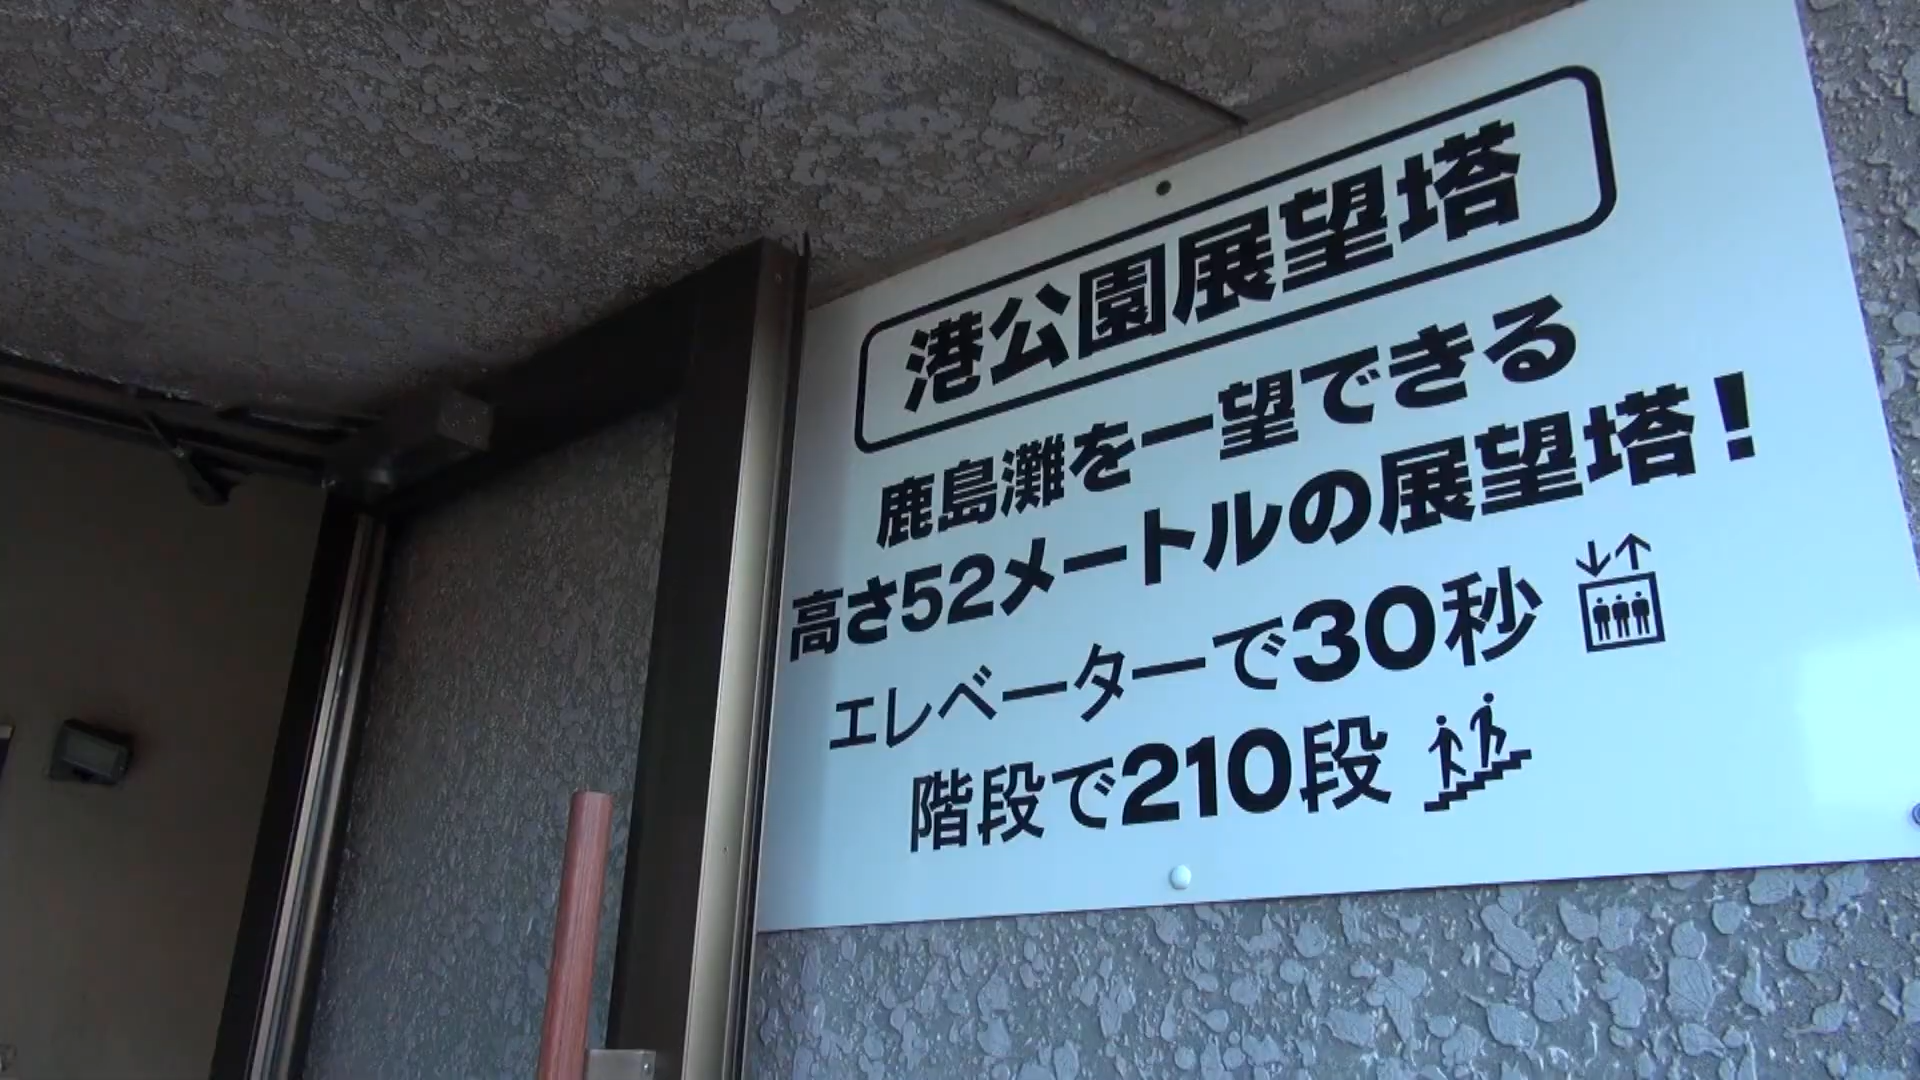 港公園展望塔
鹿島灘を一望できる
高さ52メートルの展望塔！
エレベーターで30秒
階段で210段